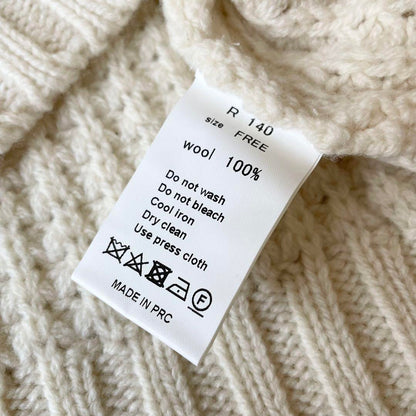 R 140
size FREE
wool 100%
Do not wash
Do not bleach
Cool iron
Dry clean
Use press cloth
F
MADE IN PRC